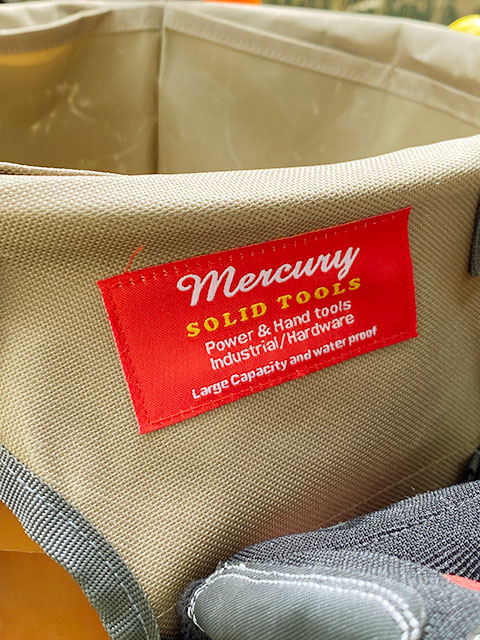 Mercury
SOLID TOOLS
Power & Hand tools
Industrial/Hardware
Large Capacity and water proof